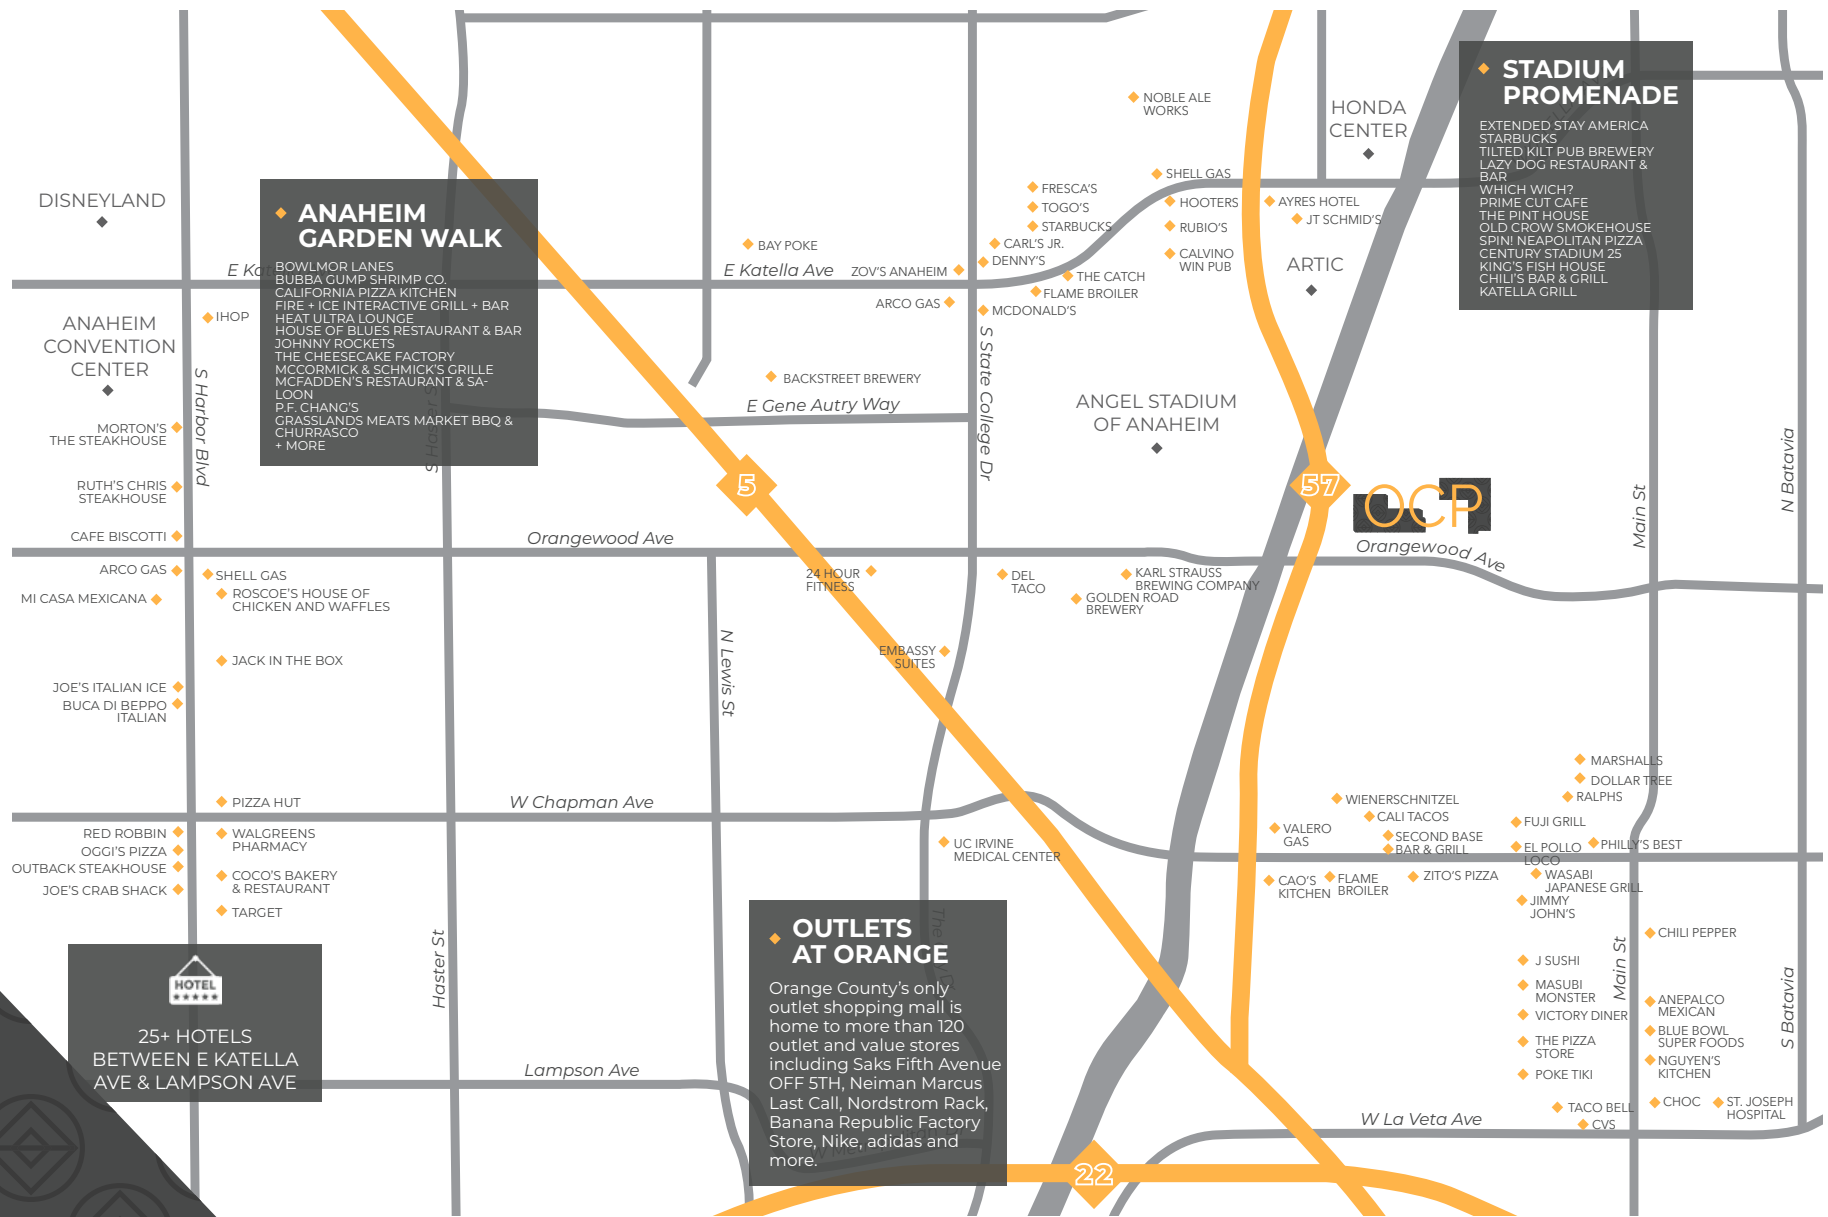 NOBLE ALE
WORKS
HONDA
CENTER
STADIUM
PROMENADE
EXTENDED STAY AMERICA
STARBUCKS
TILTED KILT PUB BREWERY
LAZY DOG RESTAURANT &
BAR
WHICH WICH?
PRIME CUT CAFE
THE PINT HOUSE
OLD CROW SMOKEHOUSE
SPIN! NEAPOLITAN PIZZA
CENTURY STADIUM 25
KING'S FISH HOUSE
CHILI'S BAR & GRILL
KATELLA GRILL
DISNEYLAND
ANAHEIM
GARDEN WALK
BOWLMOR LANES
BUBBA GUMP SHRIMP CO.
CALIFORNIA PIZZA KITCHEN
FIRE + ICE INTERACTIVE GRILL + BAR
HEAT ULTRA LOUNGE
HOUSE OF BLUES RESTAURANT & BAR
JOHNNY ROCKETS
THE CHEESECAKE FACTORY
MCCORMICK & SCHMICK'S GRILLE
MCFADDEN'S RESTAURANT & SA-
LOON
P.F. CHANG'S
GRASSLANDS MEATS MARKET BBQ &
CHURRASCO
+ MORE
FRESCA'S
TOGO'S
STARBUCKS
CARL'S JR.
DENNY'S
SHELL GAS
HOOTERS
RUBIO'S
CALVINO
WIN PUB
AYRES HOTEL
JT SCHMID'S
ARTIC
BAY POKE
E Katella Ave
ZOV'S ANAHEIM
ARCO GAS
THE CATCH
FLAME BROILER
MCDONALD'S
IHOP
ANAHEIM
CONVENTION
CENTER
S Harbor Blvd
S State College Dr
BACKSTREET BREWERY
E Gene Autry Way
ANGEL STADIUM
OF ANAHEIM
MORTON'S
THE STEAKHOUSE
RUTH'S CHRIS
STEAKHOUSE
CAFE BISCOTTI
ARCO GAS
MI CASA MEXICANA
SHELL GAS
ROSCOE'S HOUSE OF
CHICKEN AND WAFFLES
JACK IN THE BOX
JOE'S ITALIAN ICE
BUCA DI BEPPO
ITALIAN
5
57
OCP
Orangewood Ave
Orangewood Ave
Main St
N Batavia
24 HOUR
FITNESS
DEL
TACO
KARL STRAUSS
BREWING COMPANY
GOLDEN ROAD
BREWERY
EMBASSY
SUITES
N Lewis St
PIZZA HUT
W Chapman Ave
RED ROBBIN
OGGI'S PIZZA
OUTBACK STEAKHOUSE
JOE'S CRAB SHACK
WALGREENS
PHARMACY
COCO'S BAKERY
& RESTAURANT
TARGET
UC IRVINE
MEDICAL CENTER
MARSHALLS
DOLLAR TREE
RALPHS
WIENERSCHNITZEL
CALI TACOS
VALERO
GAS
SECOND BASE
BAR & GRILL
FUJI GRILL
EL POLLO
LOCO
PHILLY'S BEST
CAO'S
KITCHEN
FLAME
BROILER
ZITO'S PIZZA
WASABI
JAPANESE GRILL
JIMMY
JOHN'S
CHILI PEPPER
J SUSHI
MASUBI
MONSTER
VICTORY DINER
THE PIZZA
STORE
POKE TIKI
Main St
ANEPALCO
MEXICAN
BLUE BOWL
SUPER FOODS
NGUYEN'S
KITCHEN
S Batavia
TACO BELL
CVS
CHOC
ST. JOSEPH
HOSPITAL
W La Veta Ave
Haster St
HOTEL
25+ HOTELS
BETWEEN E KATELLA
AVE & LAMPSON AVE
Lampson Ave
OUTLETS
AT ORANGE
Orange County's only
outlet shopping mall is
home to more than 120
outlet and value stores
including Saks Fifth Avenue
OFF 5TH, Neiman Marcus
Last Call, Nordstrom Rack,
Banana Republic Factory
Store, Nike, adidas and
more.
22